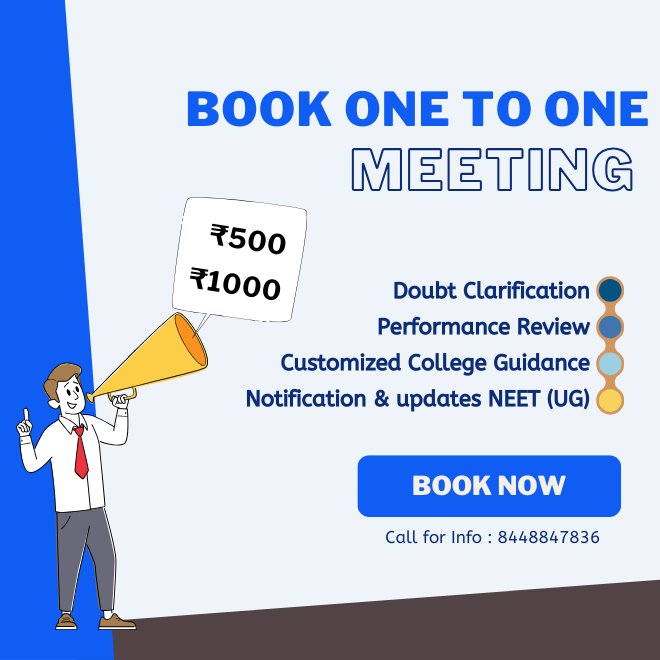 BOOK ONE TO ONE
MEETING
₹500
₹1000
Doubt Clarification
Performance Review
Customized College Guidance
Notification & updates NEET (UG)
BOOK NOW
Call for Info : 8448847836